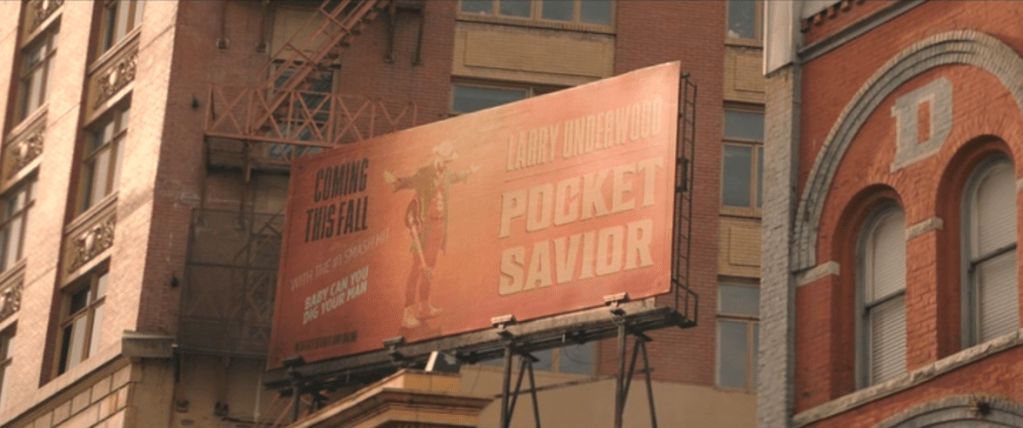 COMING
THIS FALL
WITH THE #1 SMASH HIT
BABY CAN YOU
DIG YOUR MAN
LARRY UNDERWOOD
POCKET
SAVIOR
D